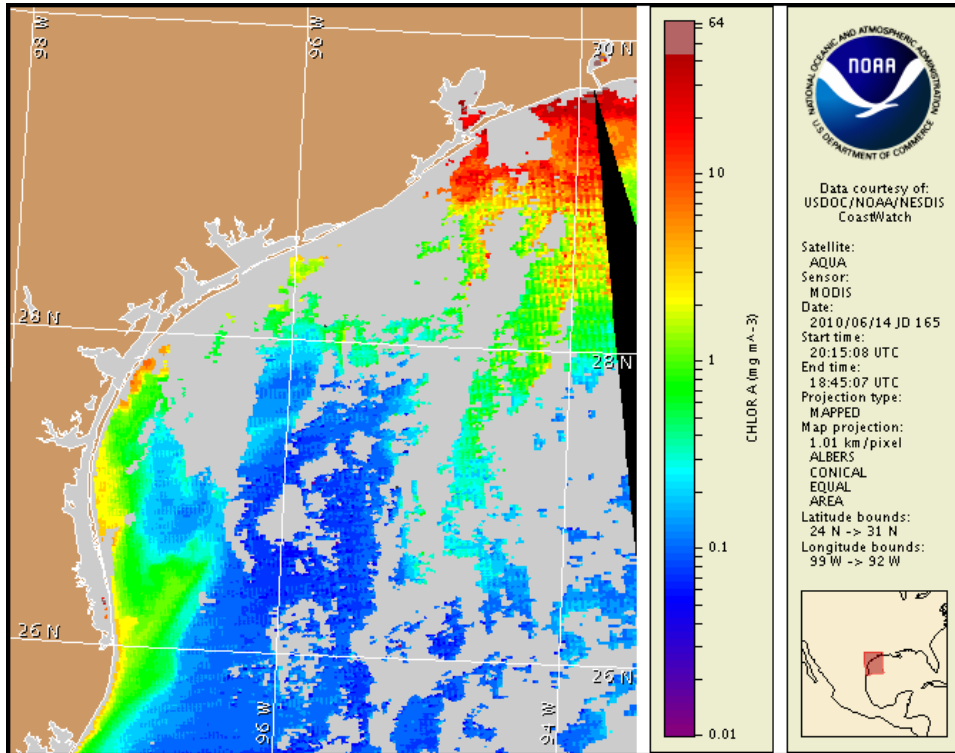 98 W
96 W
30 N
28 N
28 N
26 N
26 N
96 W
94 W
64
10
1
0.1
0.01
CHLOR A (mg m^-3)
NATIONAL OCEANIC AND ATMOSPHERIC ADMINISTRATION
NOAA
U.S. DEPARTMENT OF COMMERCE
Data courtesy of:
USDOC/NOAA/NESDIS
CoastWatch
Satellite:
AQUA
Sensor:
MODIS
Date:
2010/06/14 JD 165
Start time:
20:15:08 UTC
End time:
18:45:07 UTC
Projection type:
MAPPED
Map projection:
1.01 km/pixel
ALBERS
CONICAL
EQUAL
AREA
Latitude bounds:
24 N -> 31 N
Longitude bounds:
99 W -> 92 W